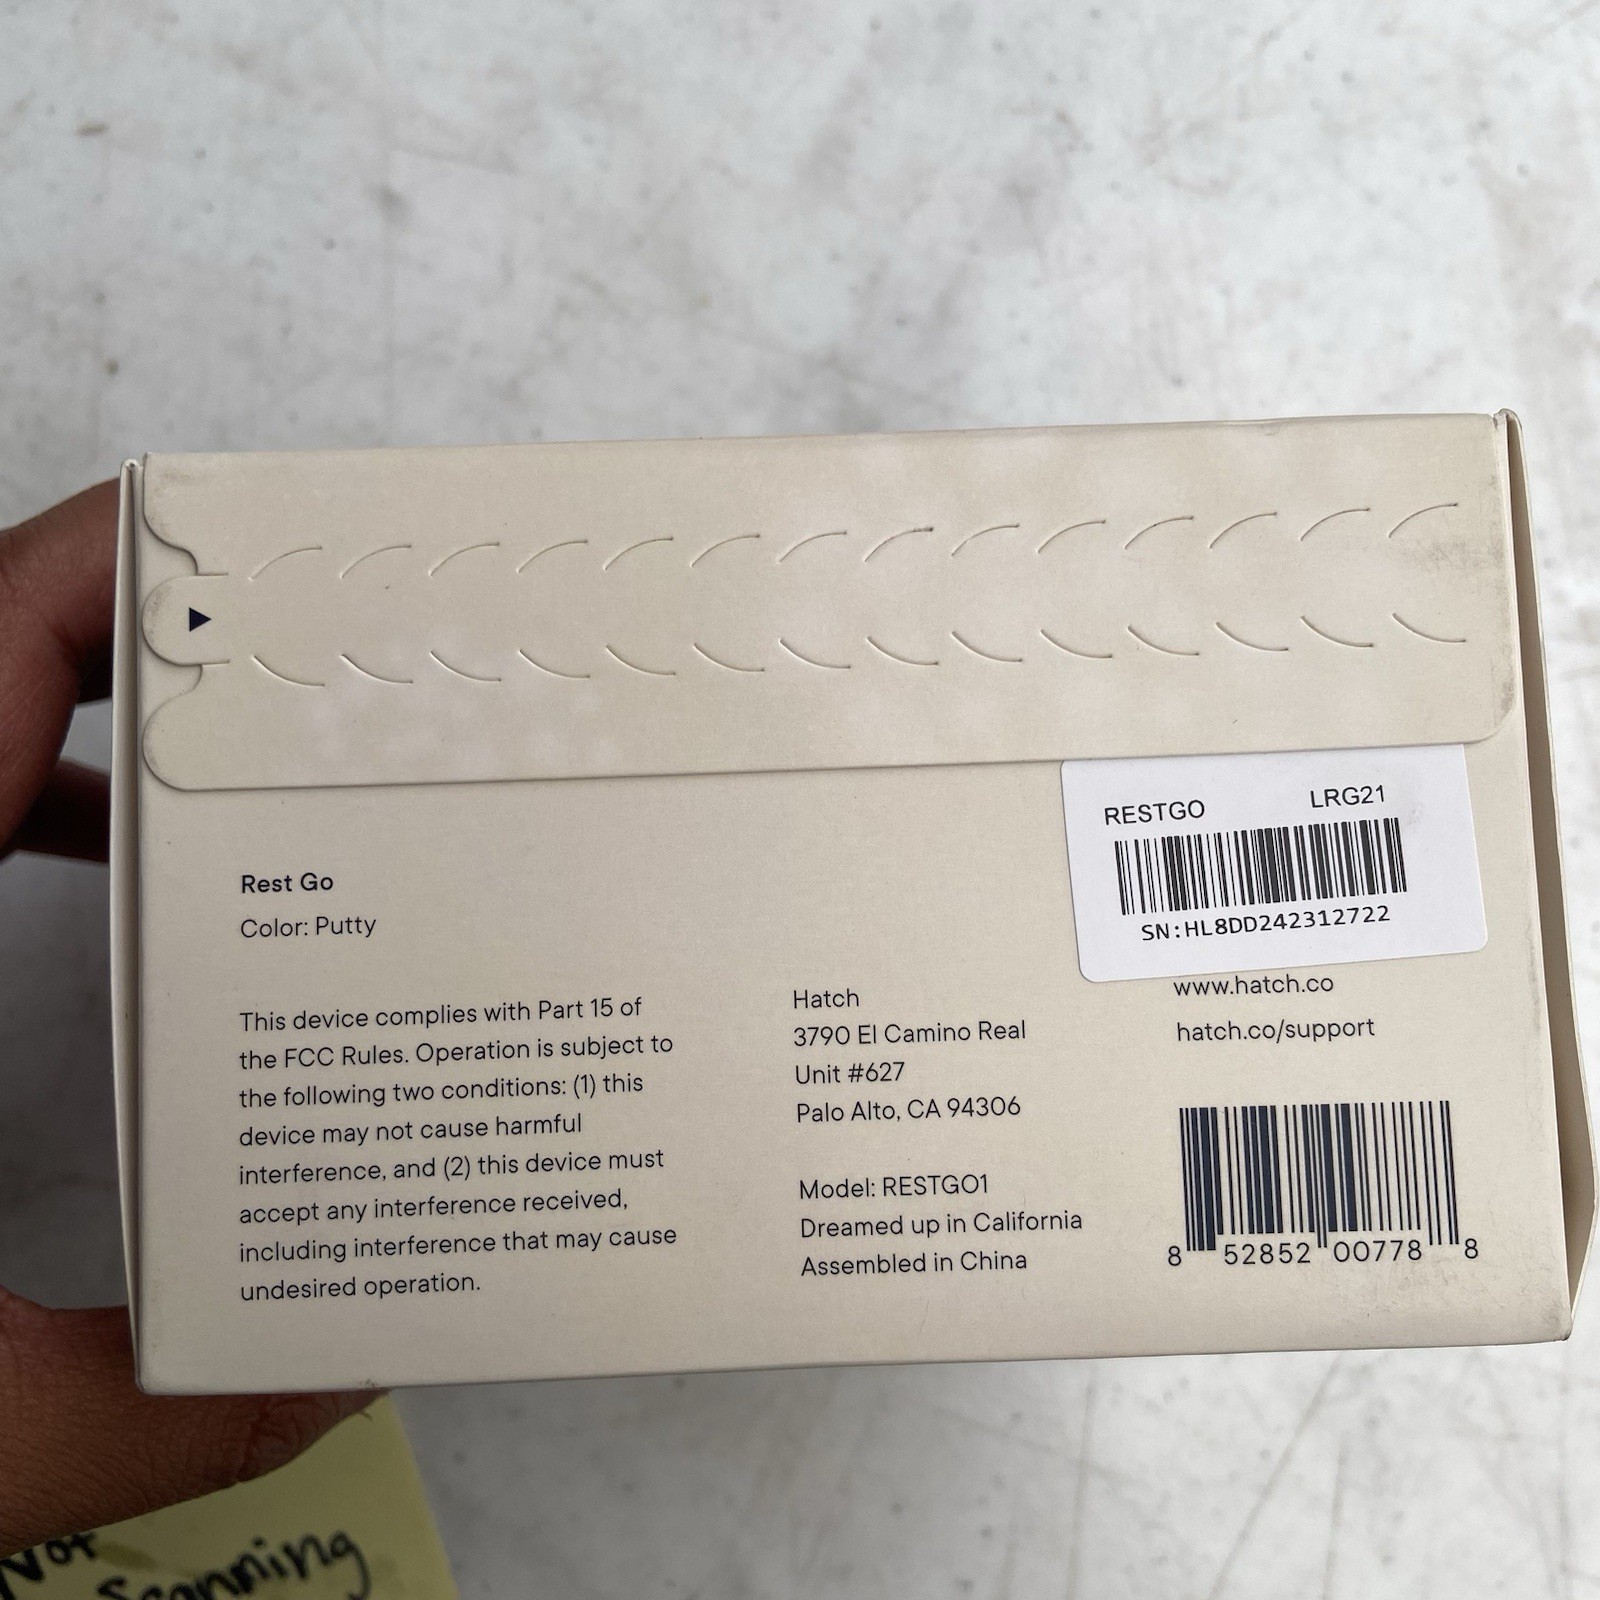 RESTGO LRG21
SN:HL8DD242312722
Rest Go
Color: Putty
This device complies with Part 15 of
the FCC Rules. Operation is subject to
the following two conditions: (1) this
device may not cause harmful
interference, and (2) this device must
accept any interference received,
including interference that may cause
undesired operation.
Hatch
3790 El Camino Real
Unit #627
Palo Alto, CA 94306
Model: RESTGO1
Dreamed up in California
Assembled in China
www.hatch.co
hatch.co/support
8 52852 00778 8
Not
Scanning